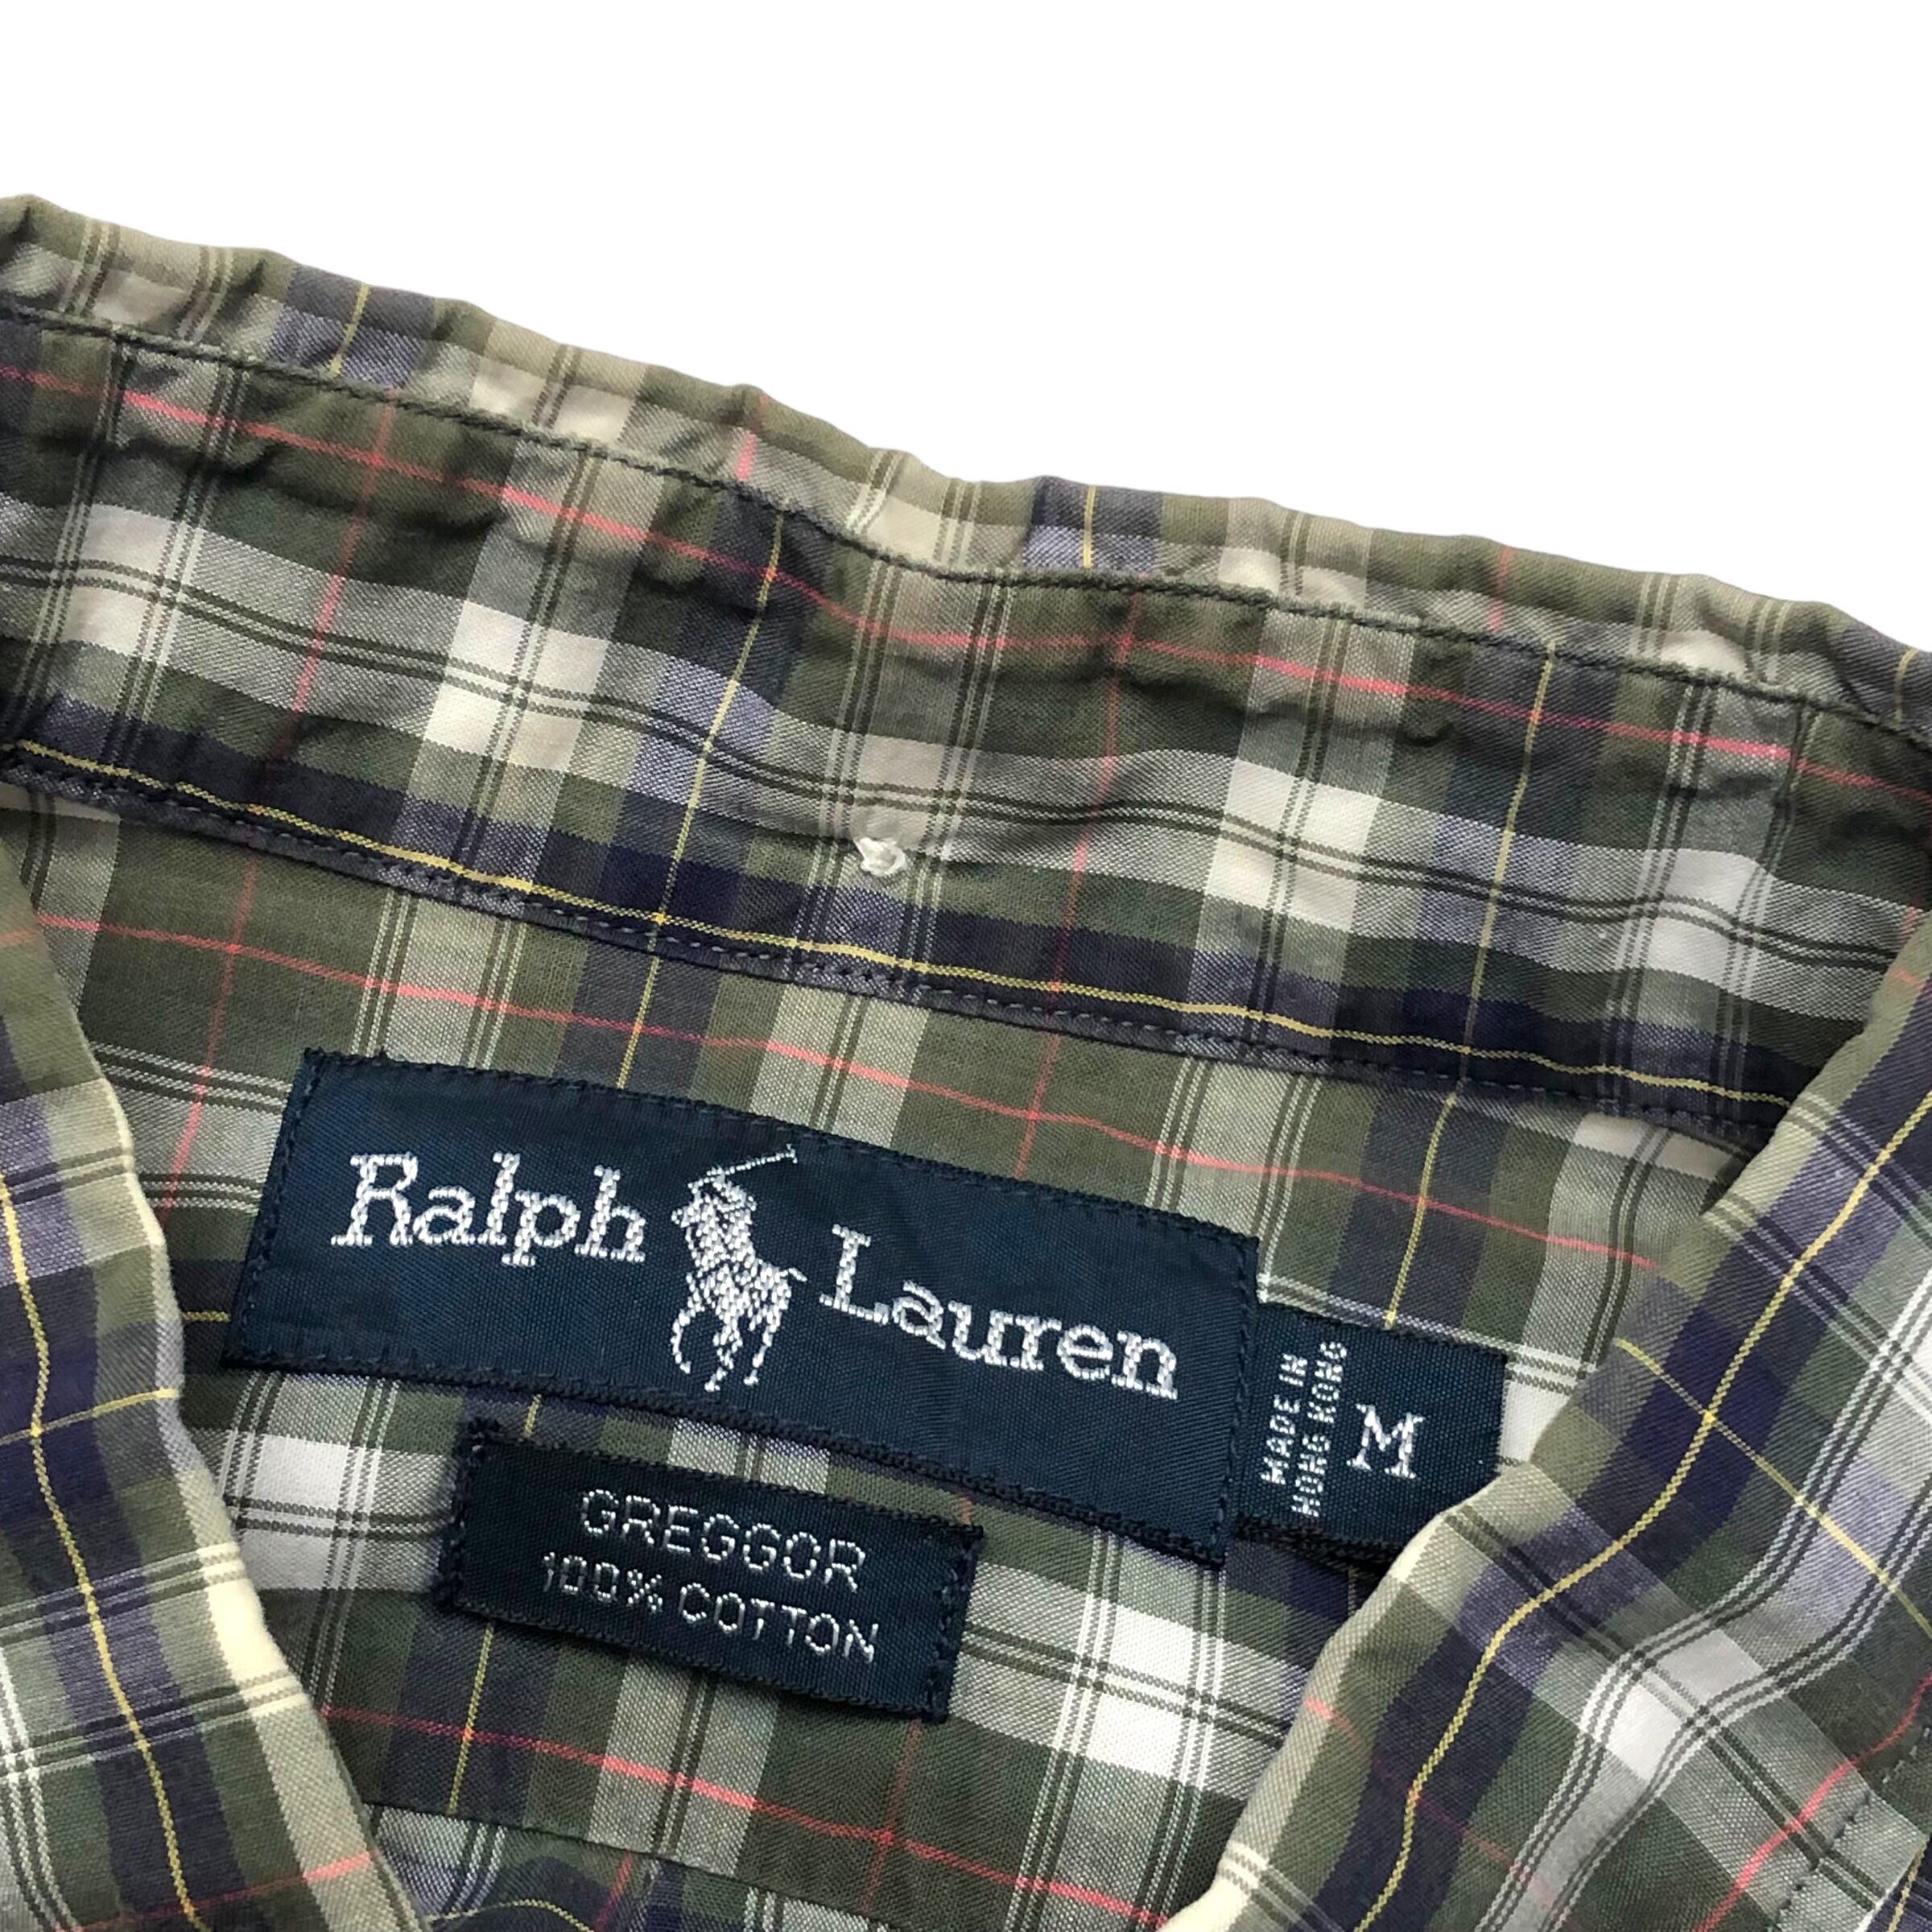 Ralph Lauren
MADE IN
HONG KONG
M
GREGGOR
100% COTTON